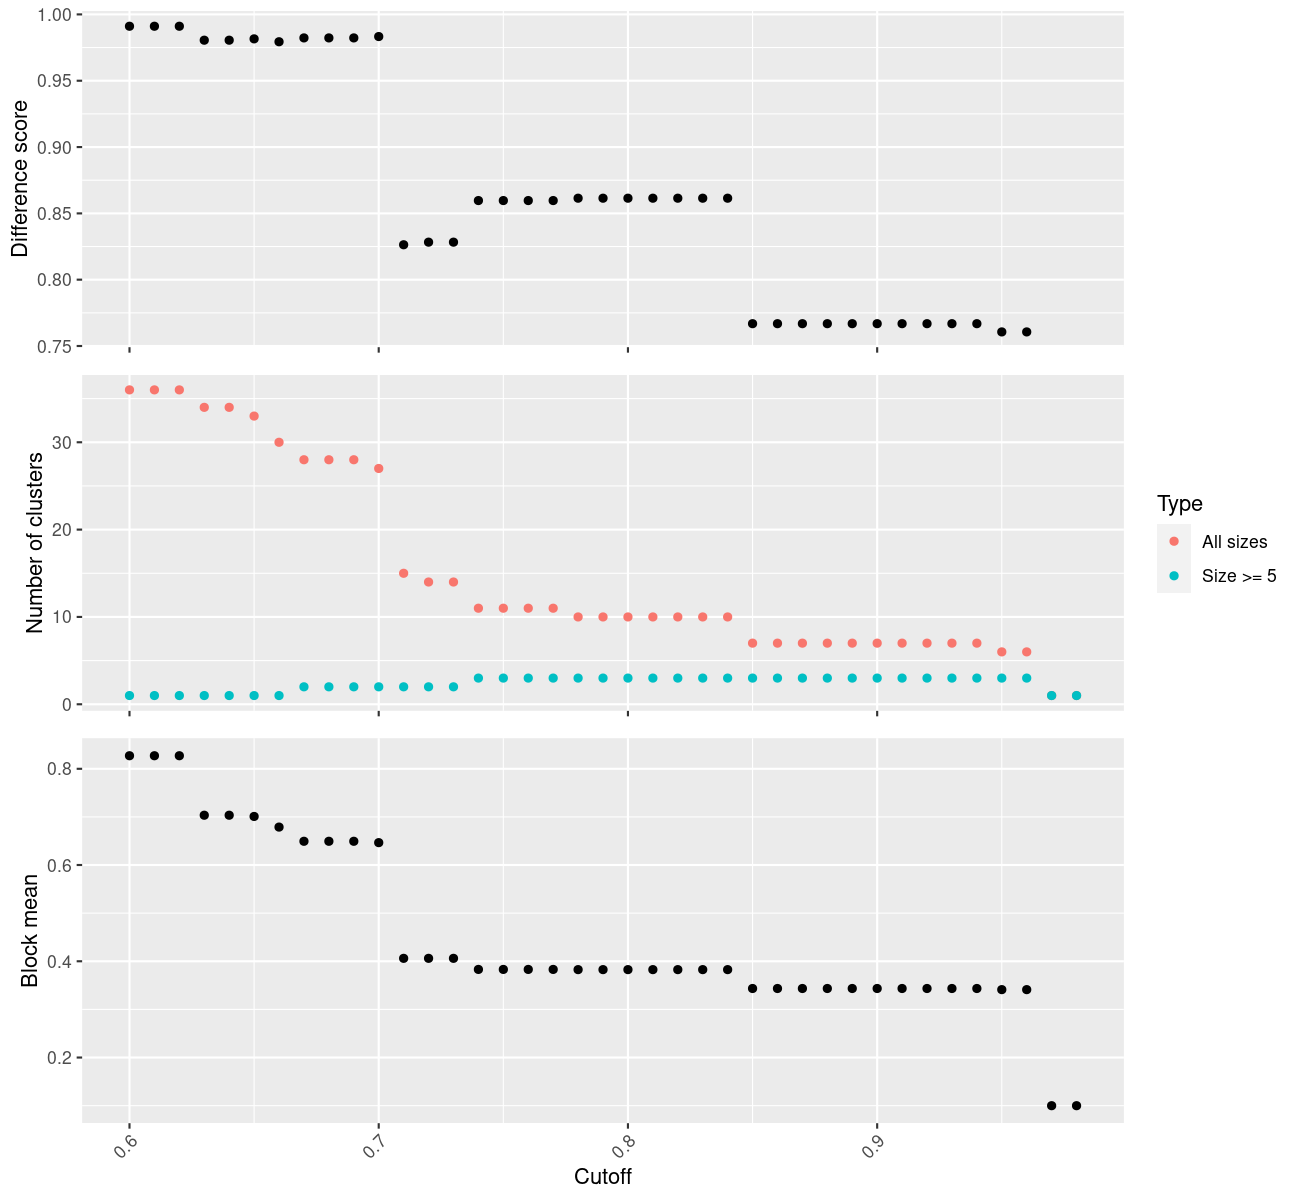 1.00
0.95
0.90
0.85
0.80
0.75
Difference score
30
20
10
0
Number of clusters
Type
All sizes
Size >= 5
0.8
0.6
0.4
0.2
Block mean
0.6 0.7 0.8 0.9
Cutoff